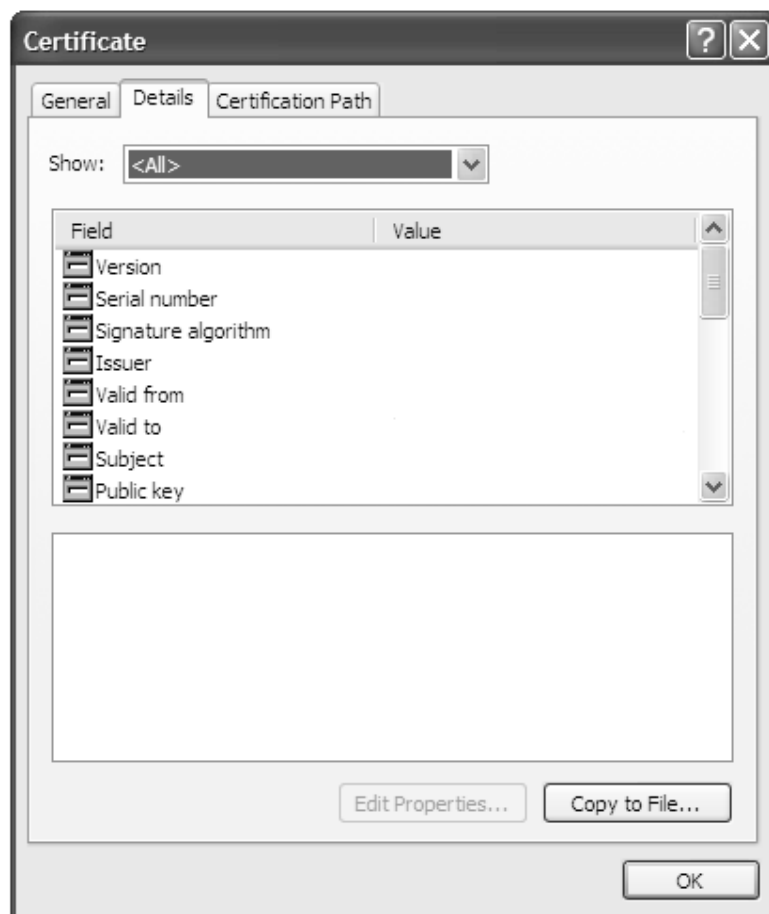 Certificate
General Details Certification Path
Show: <All>
Field Value
Version
Serial number
Signature algorithm
Issuer
Valid from
Valid to
Subject
Public key
Edit Properties... Copy to File...
OK